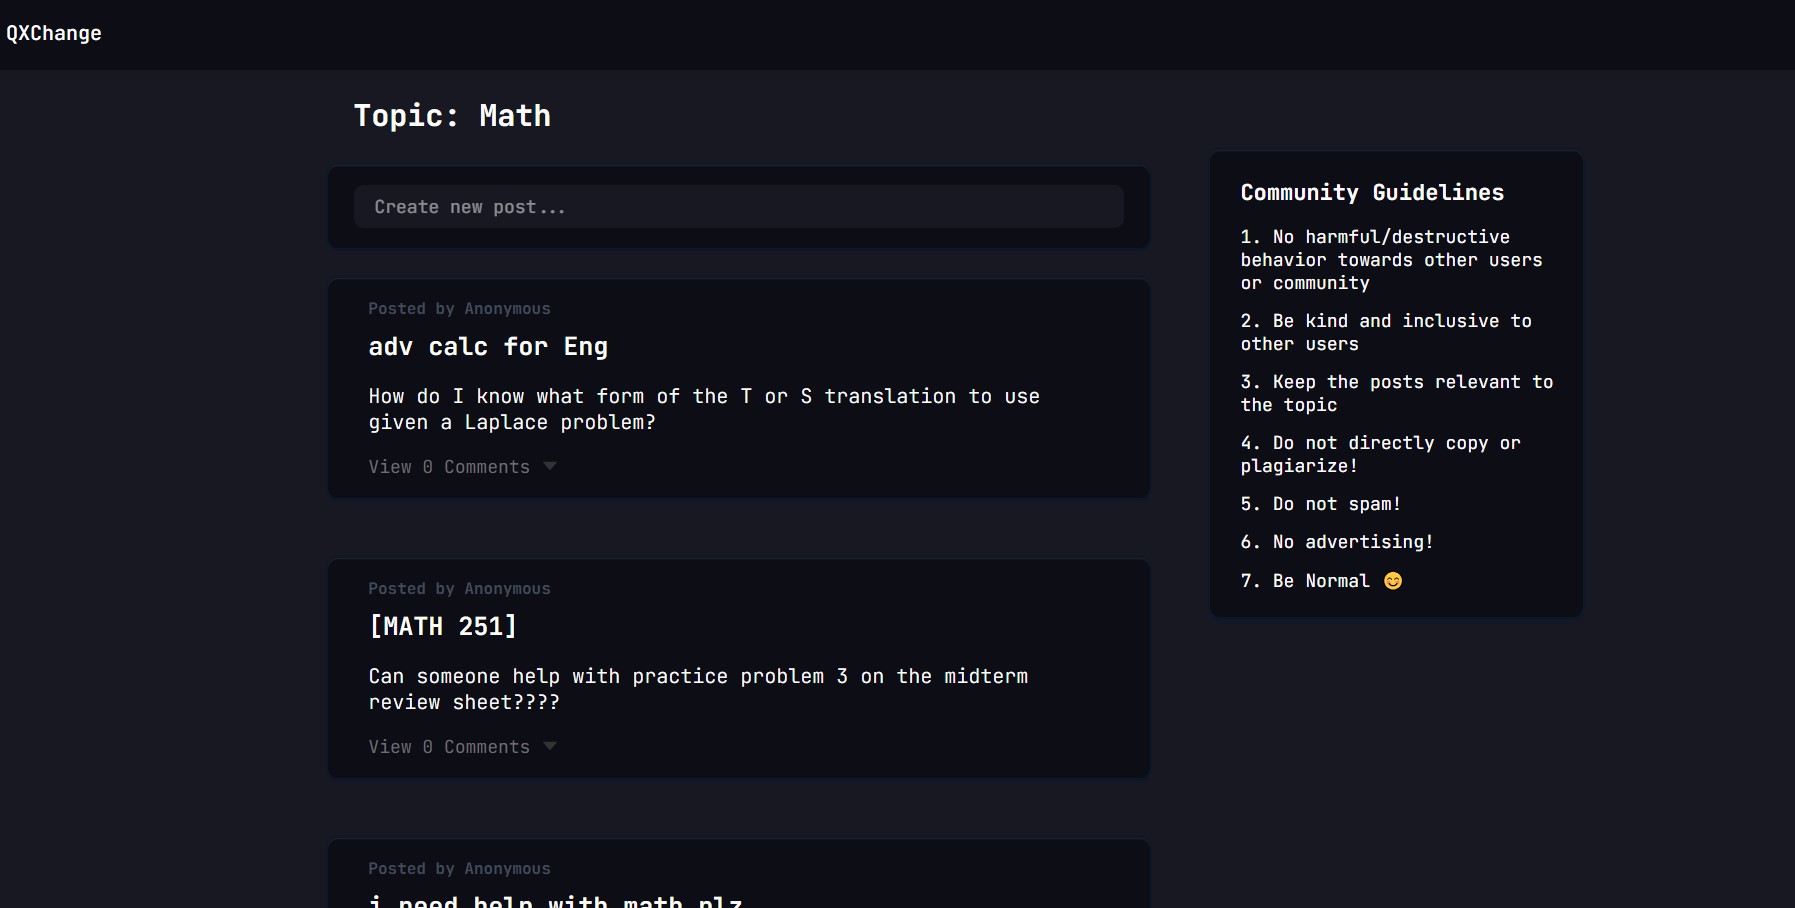 QXChange
Topic: Math
Create new post...
Posted by Anonymous
adv calc for Eng
How do I know what form of the T or S translation to use
given a Laplace problem?
View 0 Comments
Posted by Anonymous
[MATH 251]
Can someone help with practice problem 3 on the midterm
review sheet????
View 0 Comments
Posted by Anonymous
i need help with math plz
Community Guidelines
1. No harmful/destructive
behavior towards other users
or community
2. Be kind and inclusive to
other users
3. Keep the posts relevant to
the topic
4. Do not directly copy or
plagiarize!
5. Do not spam!
6. No advertising!
7. Be Normal 😊